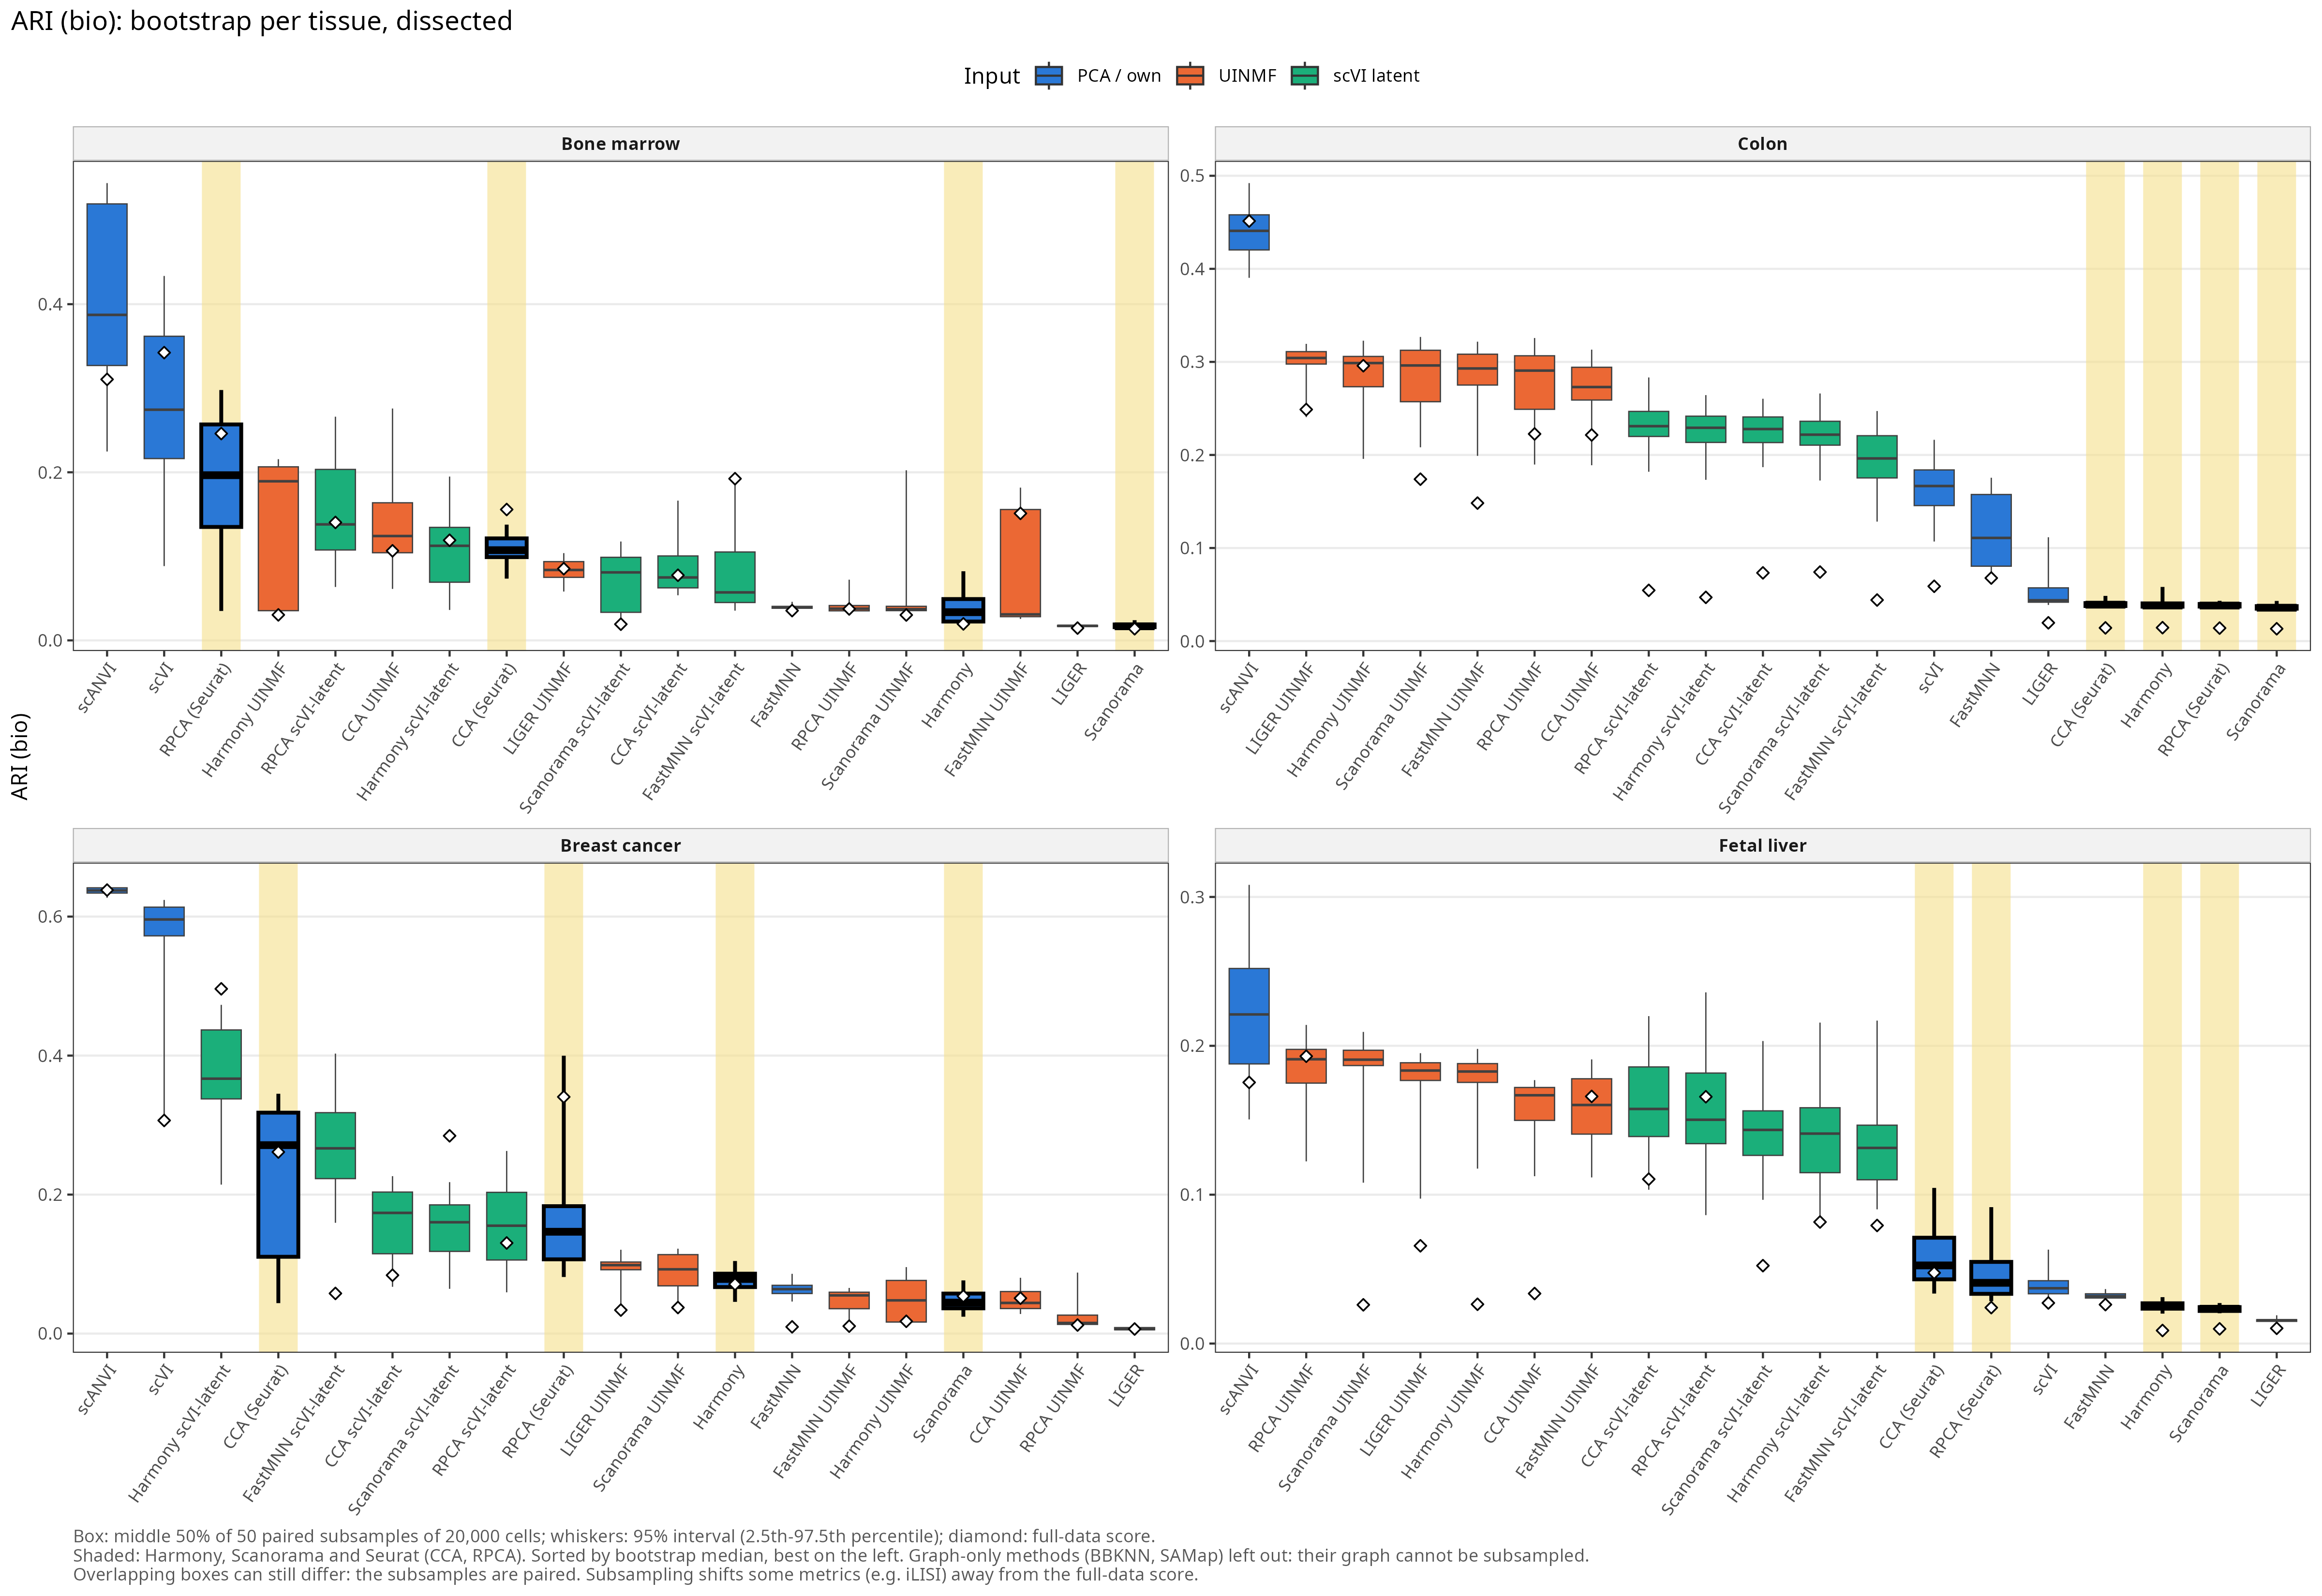 ARI (bio): bootstrap per tissue, dissected
Input PCA / own UINMF scVI latent
ARI (bio)
Bone marrow
0.4
0.2
0.0
scANVI
scVI
RPCA (Seurat)
Harmony UINMF
RPCA scVI-latent
CCA UINMF
Harmony scVI-latent
CCA (Seurat)
LIGER UINMF
Scanorama scVI-latent
CCA scVI-latent
FastMNN scVI-latent
FastMNN
RPCA UINMF
Scanorama UINMF
Harmony
FastMNN UINMF
LIGER
Scanorama
Colon
0.5
0.4
0.3
0.2
0.1
0.0
scANVI
LIGER UINMF
Harmony UINMF
Scanorama UINMF
FastMNN UINMF
RPCA UINMF
CCA UINMF
RPCA scVI-latent
Harmony scVI-latent
CCA scVI-latent
Scanorama scVI-latent
FastMNN scVI-latent
scVI
FastMNN
LIGER
CCA (Seurat)
Harmony
RPCA (Seurat)
Scanorama
Breast cancer
0.6
0.4
0.2
0.0
scANVI
scVI
Harmony scVI-latent
CCA (Seurat)
FastMNN scVI-latent
CCA scVI-latent
Scanorama scVI-latent
RPCA scVI-latent
RPCA (Seurat)
LIGER UINMF
Scanorama UINMF
Harmony
FastMNN
FastMNN UINMF
Harmony UINMF
Scanorama
CCA UINMF
RPCA UINMF
LIGER
Fetal liver
0.3
0.2
0.1
0.0
scANVI
RPCA UINMF
Scanorama UINMF
LIGER UINMF
Harmony UINMF
CCA UINMF
FastMNN UINMF
CCA scVI-latent
RPCA scVI-latent
Scanorama scVI-latent
Harmony scVI-latent
FastMNN scVI-latent
CCA (Seurat)
RPCA (Seurat)
scVI
FastMNN
Harmony
Scanorama
LIGER
Box: middle 50% of 50 paired subsamples of 20,000 cells; whiskers: 95% interval (2.5th-97.5th percentile); diamond: full-data score.
Shaded: Harmony, Scanorama and Seurat (CCA, RPCA). Sorted by bootstrap median, best on the left. Graph-only methods (BBKNN, SAMap) left out: their graph cannot be subsampled.
Overlapping boxes can still differ: the subsamples are paired. Subsampling shifts some metrics (e.g. iLISI) away from the full-data score.